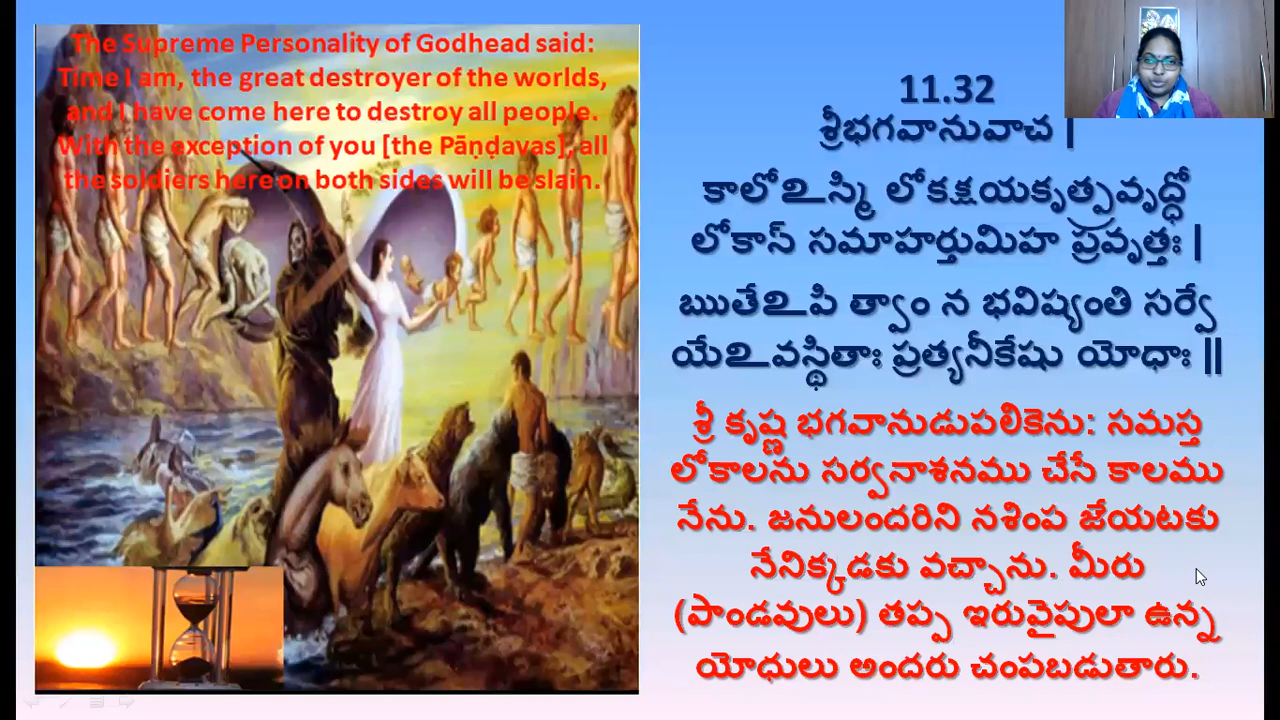 The Supreme Personality of Godhead said:
Time I am, the great destroyer of the worlds,
and I have come here to destroy all people.
With the exception of you [the Pāṇḍavas], all
the soldiers here on both sides will be slain.
11.32
శ్రీభగవానువాచ |
కాలోఽస్మి లోకక్షయకృత్ప్రవృద్ధో
లోకాన్ సమాహర్తుమిహ ప్రవృత్తః |
ఋతేఽపి త్వాం న భవిష్యంతి సర్వే
యేఽవస్థితాః ప్రత్యనీకేషు యోధాః ||
శ్రీ కృష్ణ భగవానుడుపలికెను: సమస్త
లోకాలను సర్వనాశనము చేసే కాలము
నేను. జనులందరిని నశింప జేయటకు
నేనిక్కడకు వచ్చాను. మీరు
(పాండవులు) తప్ప ఇరువైపులా ఉన్న
యోధులు అందరు చంపబడుతారు.